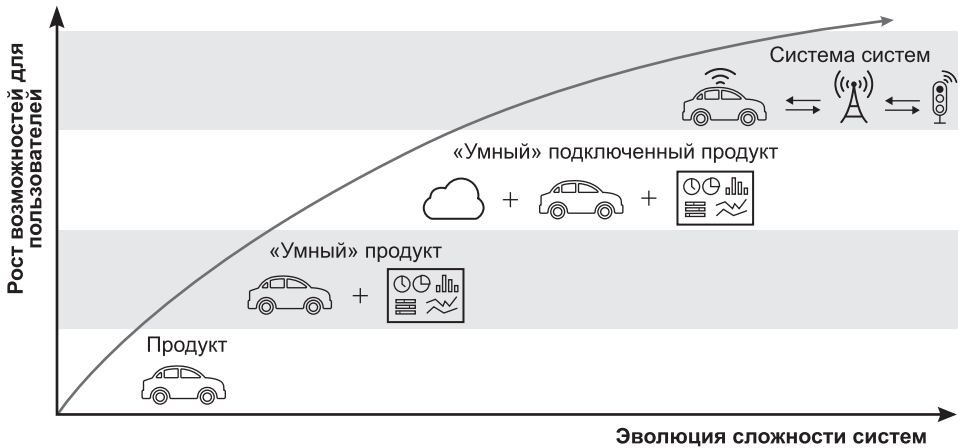 Рост возможностей для
пользователей
Система систем
«Умный» подключенный продукт
«Умный» продукт
Продукт
Эволюция сложности систем